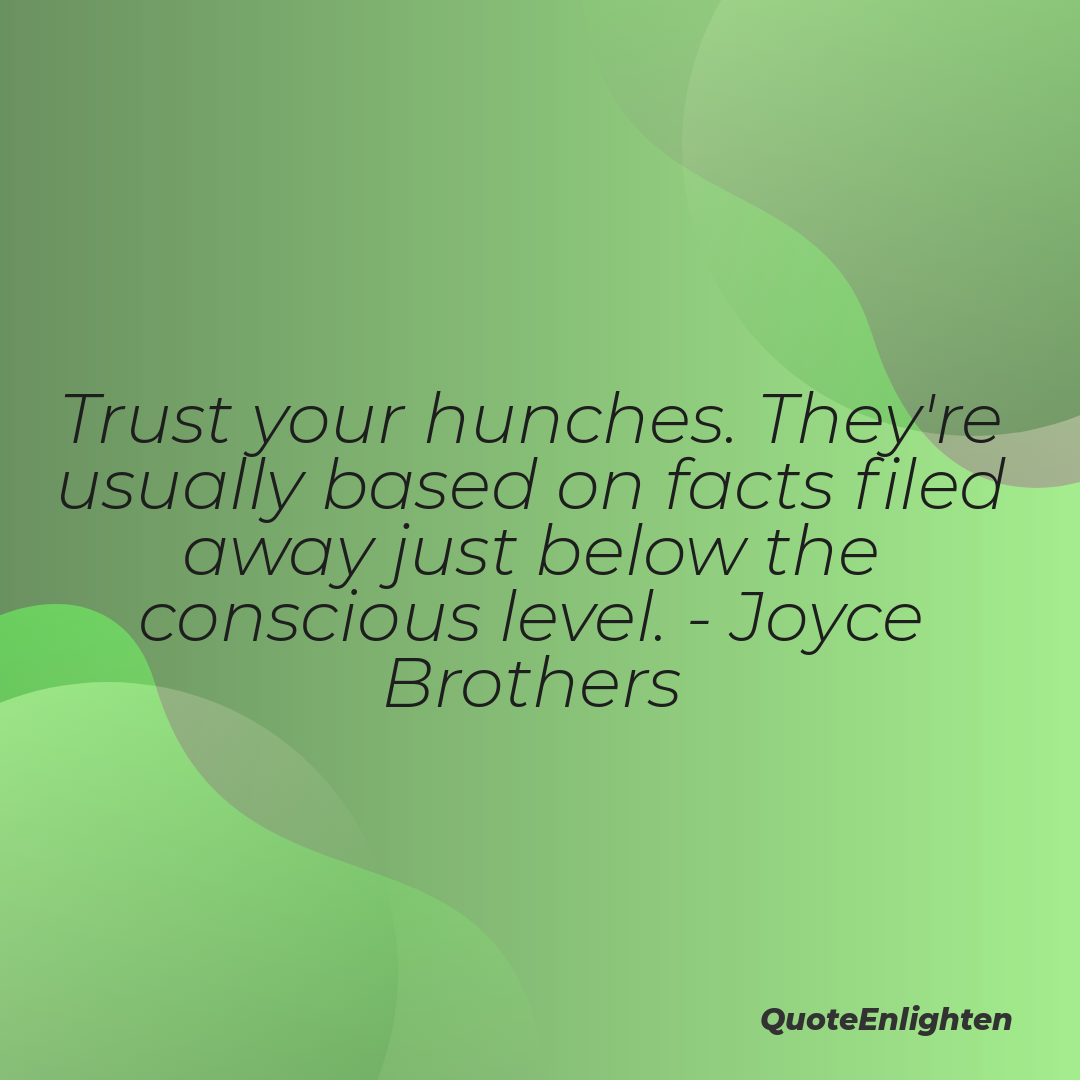 Trust your hunches. They're
usually based on facts filed
away just below the
conscious level. - Joyce
Brothers
QuoteEnlighten